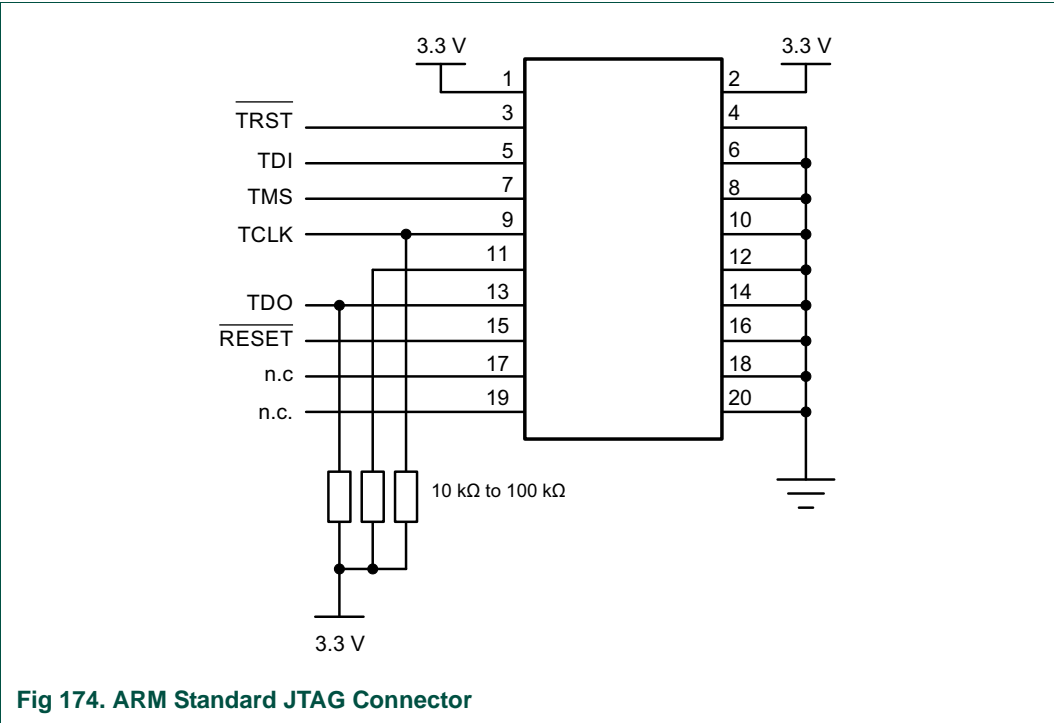 3.3 V 3.3 V
1 2
TRST 3 4
TDI 5 6
TMS 7 8
TCLK 9 10
11 12
TDO 13 14
RESET 15 16
n.c 17 18
n.c. 19 20
10 kΩ to 100 kΩ
3.3 V
Fig 174. ARM Standard JTAG Connector